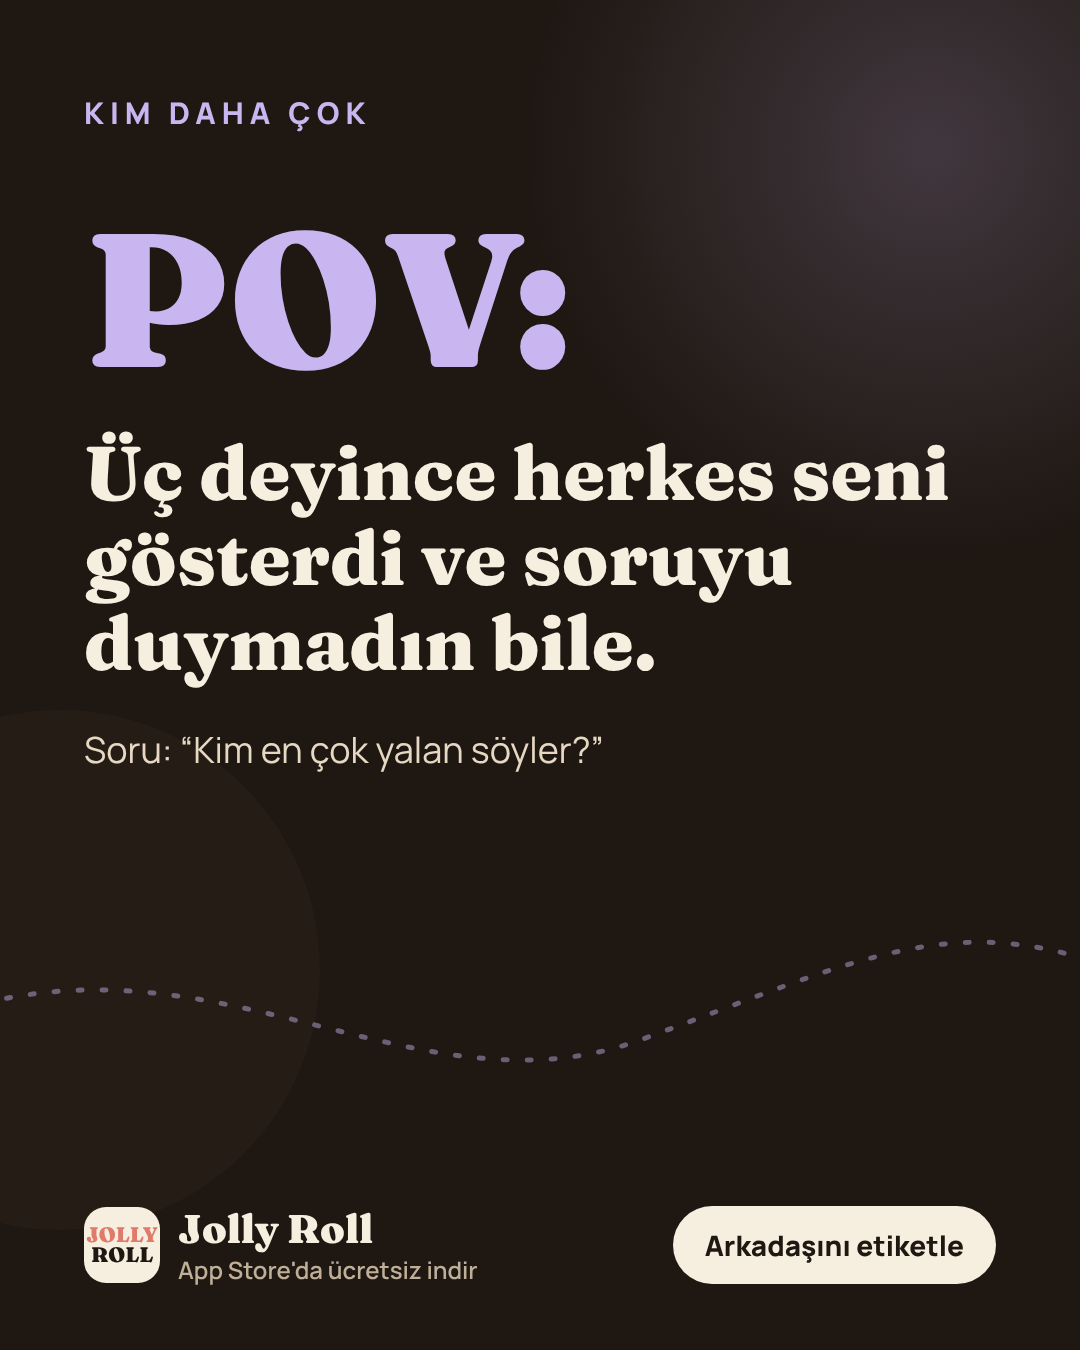 KIM DAHA ÇOK
POV:
Üç deyince herkes seni
gösterdi ve soruyu
duymadın bile.
Soru: “Kim en çok yalan söyler?”
JOLLY
ROLL
Jolly Roll
App Store'da ücretsiz indir
Arkadaşını etiketle